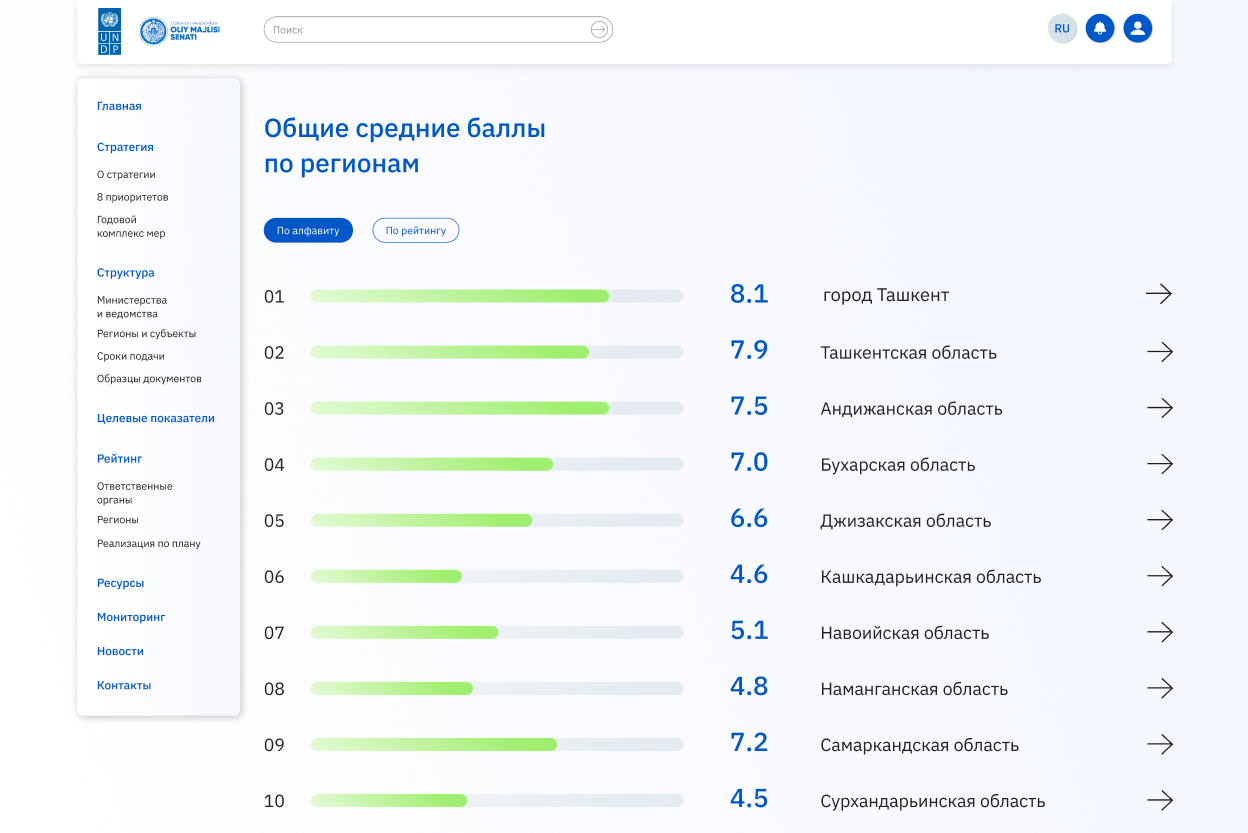 UN
DP
OLIY MAJLISI
SENATI
Поиск
RU
Главная
Стратегия
О стратегии
8 приоритетов
Годовой
комплекс мер
Структура
Министерства
и ведомства
Регионы и субъекты
Сроки подачи
Образцы документов
Целевые показатели
Рейтинг
Ответственные
органы
Регионы
Реализация по плану
Ресурсы
Мониторинг
Новости
Контакты
Общие средние баллы
по регионам
По алфавиту
По рейтингу
01 8.1 город Ташкент
02 7.9 Ташкентская область
03 7.5 Андижанская область
04 7.0 Бухарская область
05 6.6 Джизакская область
06 4.6 Кашкадарьинская область
07 5.1 Навоийская область
08 4.8 Наманганская область
09 7.2 Самаркандская область
10 4.5 Сурхандарьинская область